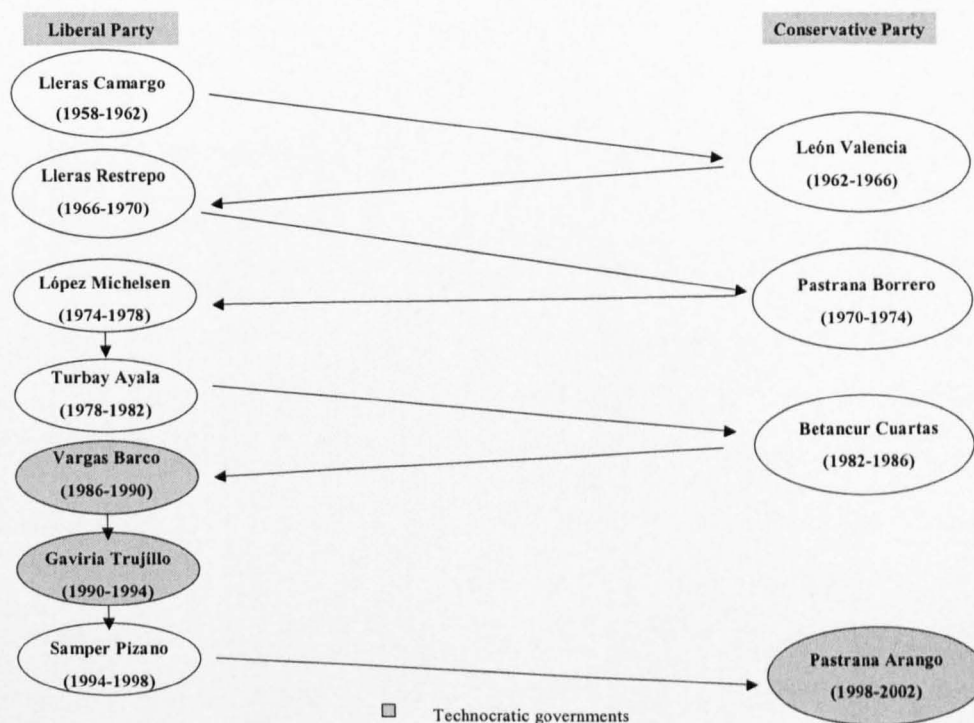 Liberal Party
Conservative Party
Lleras Camargo
(1958-1962)
León Valencia
(1962-1966)
Lleras Restrepo
(1966-1970)
Pastrana Borrero
(1970-1974)
López Michelsen
(1974-1978)
Turbay Ayala
(1978-1982)
Betancur Cuartas
(1982-1986)
Vargas Barco
(1986-1990)
Gaviria Trujillo
(1990-1994)
Samper Pizano
(1994-1998)
Pastrana Arango
(1998-2002)
Technocratic governments